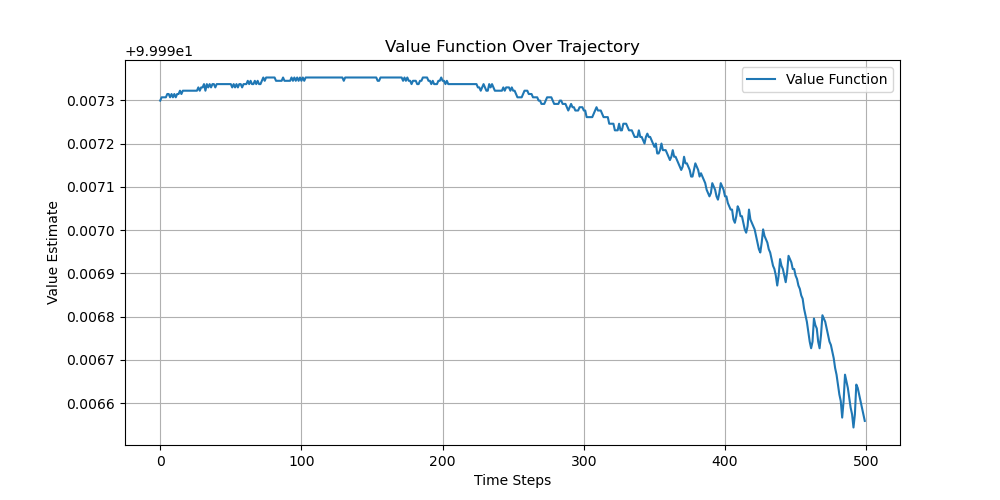 Value Function Over Trajectory
+9.999e1
Value Function
0.0073
0.0072
0.0071
0.0070
0.0069
0.0068
0.0067
0.0066
Value Estimate
0 100 200 300 400 500
Time Steps